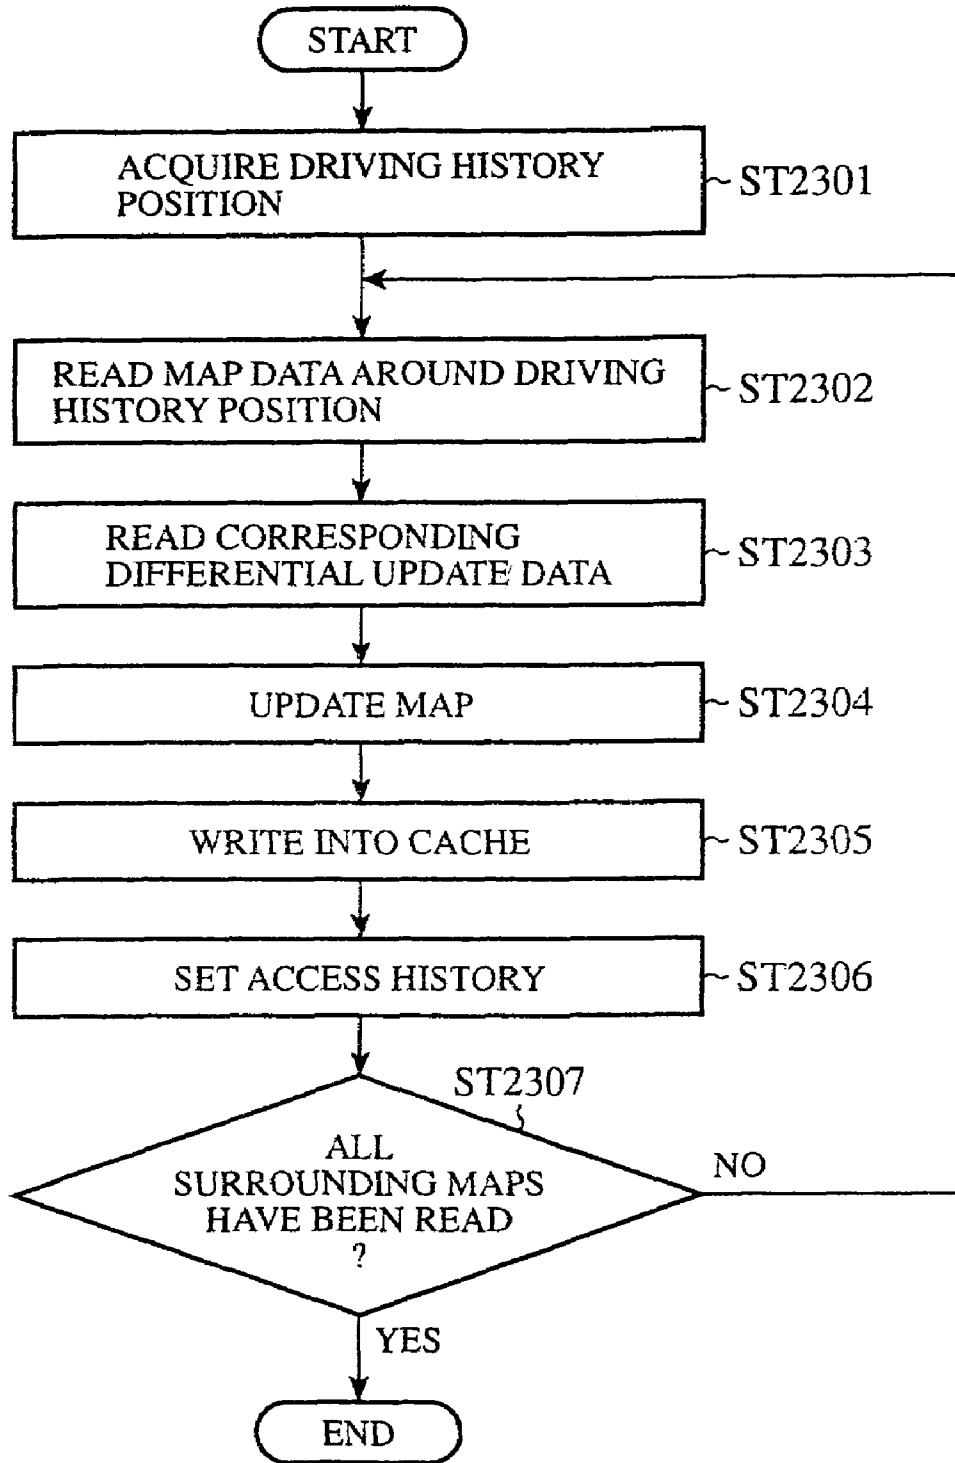 START
ACQUIRE DRIVING HISTORY
POSITION
ST2301
READ MAP DATA AROUND DRIVING
HISTORY POSITION
ST2302
READ CORRESPONDING
DIFFERENTIAL UPDATE DATA
ST2303
UPDATE MAP
ST2304
WRITE INTO CACHE
ST2305
SET ACCESS HISTORY
ST2306
ST2307
ALL
SURROUNDING MAPS
HAVE BEEN READ
?
NO
YES
END